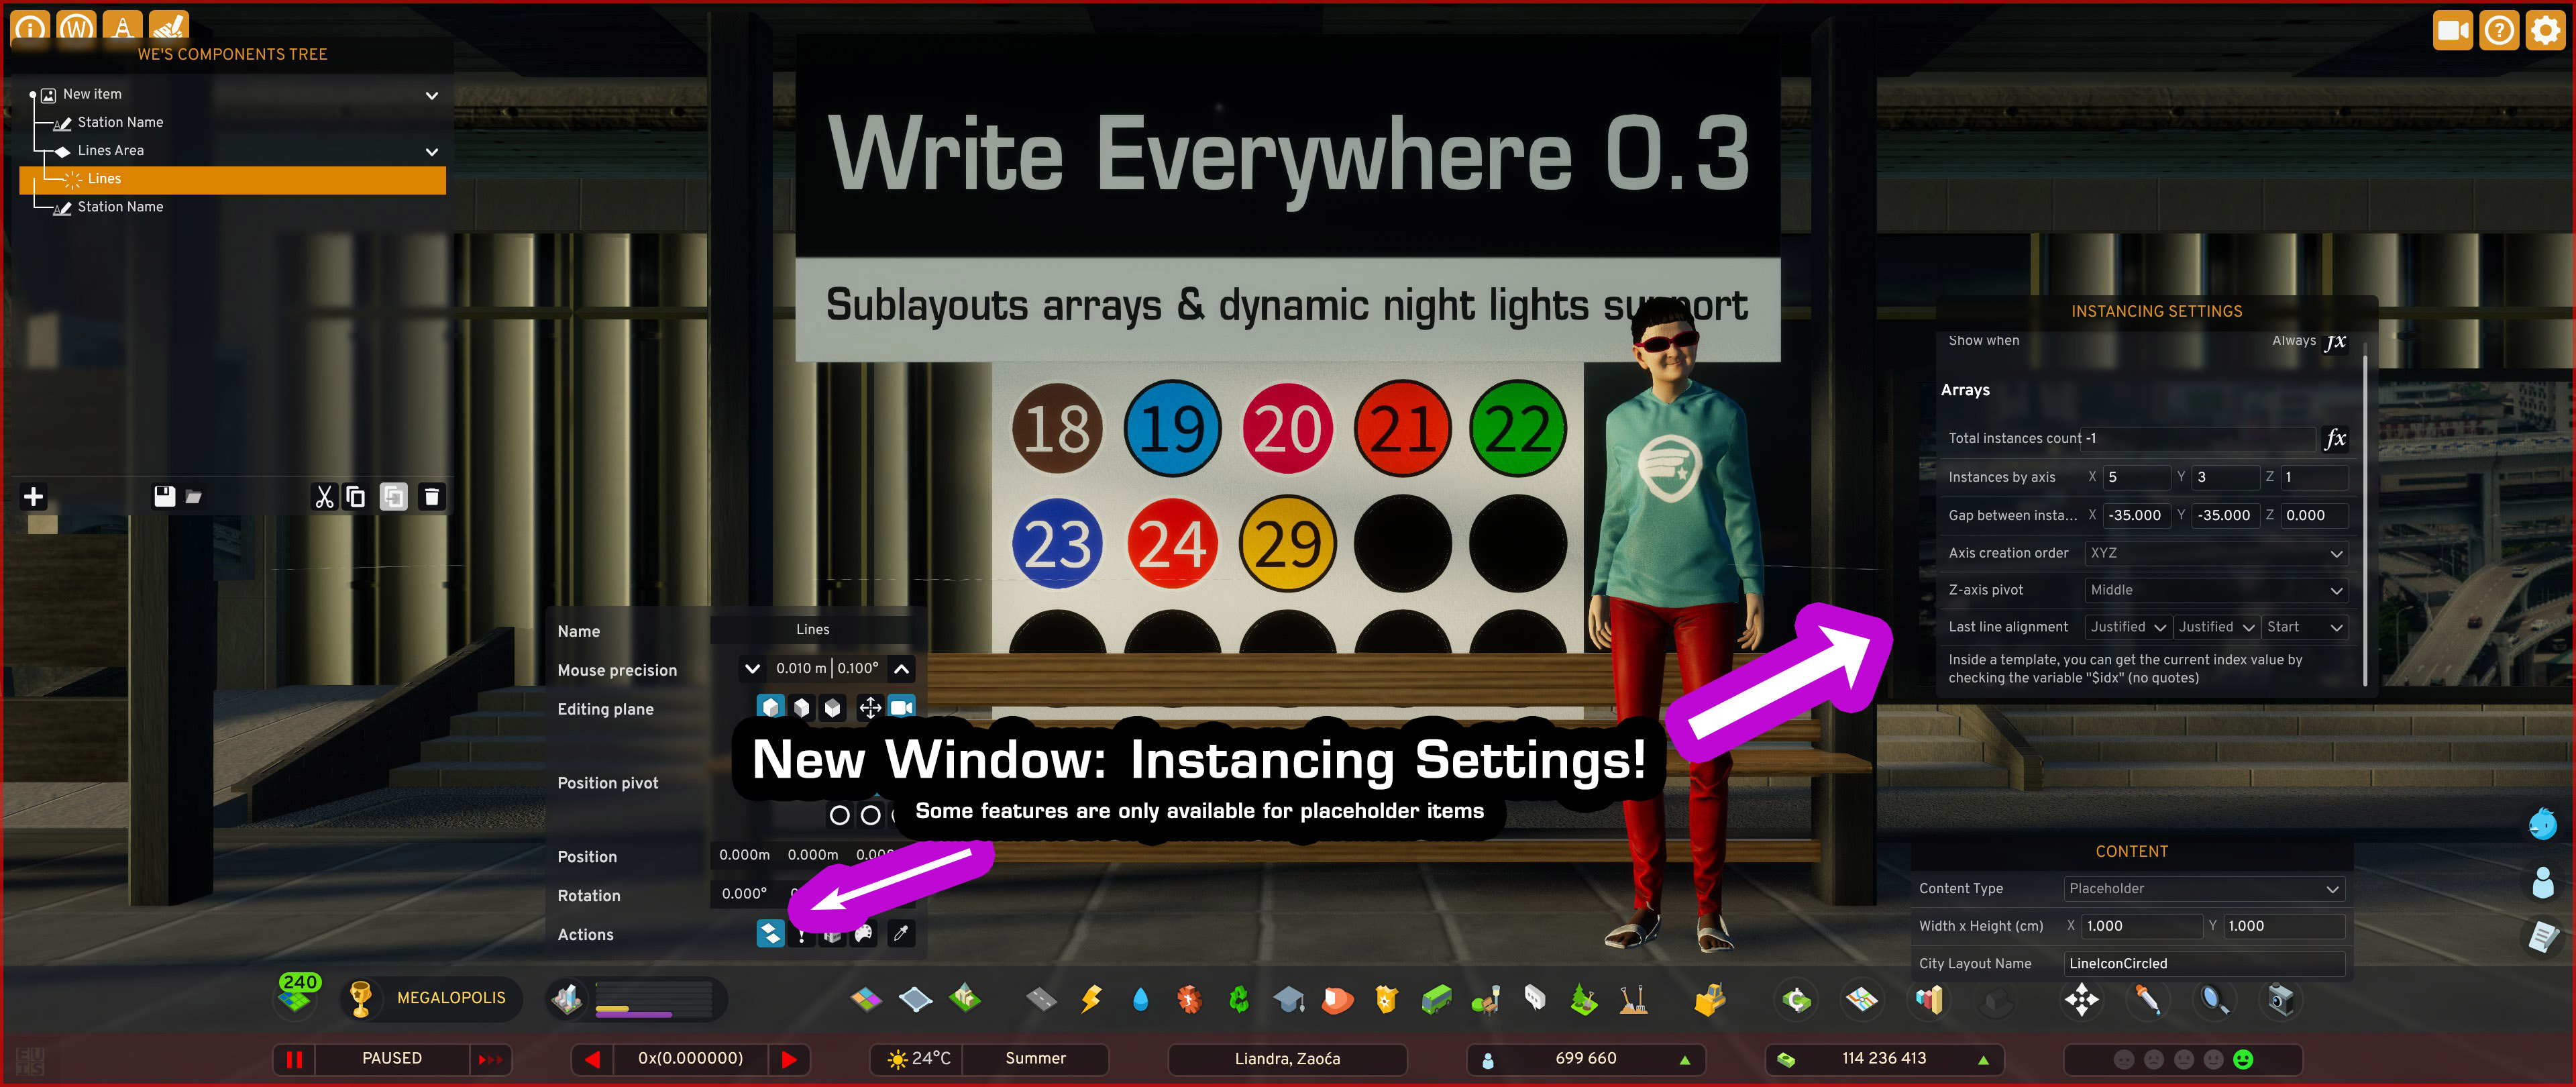 WE'S COMPONENTS TREE
New item
Station Name
Lines Area
Lines
Station Name
Write Everywhere 0.3
Sublayouts arrays & dynamic night lights support
18 19 20 21 22
23 24 29
INSTANCING SETTINGS
Show when Always fx
Arrays
Total instances count -1 fx
Instances by axis X 5 Y 3 Z 1
Gap between insta... X -35.000 Y -35.000 Z 0.000
Axis creation order XYZ
Z-axis pivot Middle
Last line alignment Justified Justified Start
Inside a template, you can get the current index value by
checking the variable "$idx" (no quotes)
Name Lines
Mouse precision 0.010 m | 0.100°
Editing plane
Position pivot
Position 0.000m 0.000m
Rotation 0.000°
Actions
New Window: Instancing Settings!
Some features are only available for placeholder items
CONTENT
Content Type Placeholder
Width x Height (cm) X 1.000 Y 1.000
City Layout Name LineIconCircled
240 MEGALOPOLIS
PAUSED 0x(0.000000) 24°C Summer Liandra, Zaoća 699 660 114 236 413